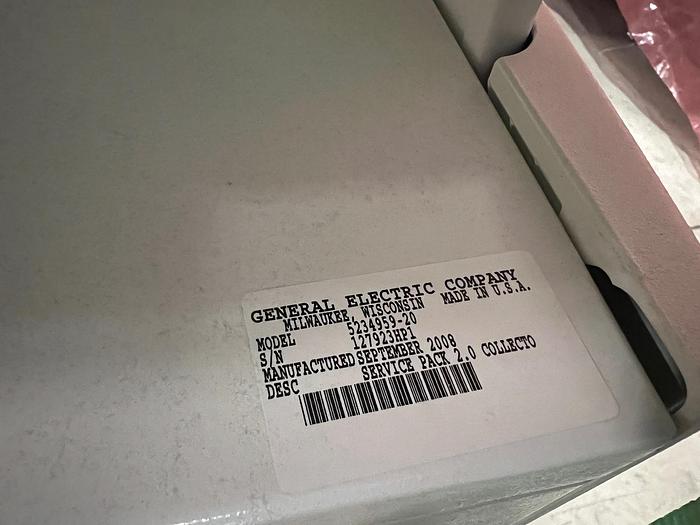 GENERAL ELECTRIC COMPANY
MILWAUKEE, WISCONSIN MADE IN U.S.A.
MODEL 5234959-20
S/N 127923HP1
MANUFACTURED SEPTEMBER 2008
DESC SERVICE PACK 2.0 COLLECTO